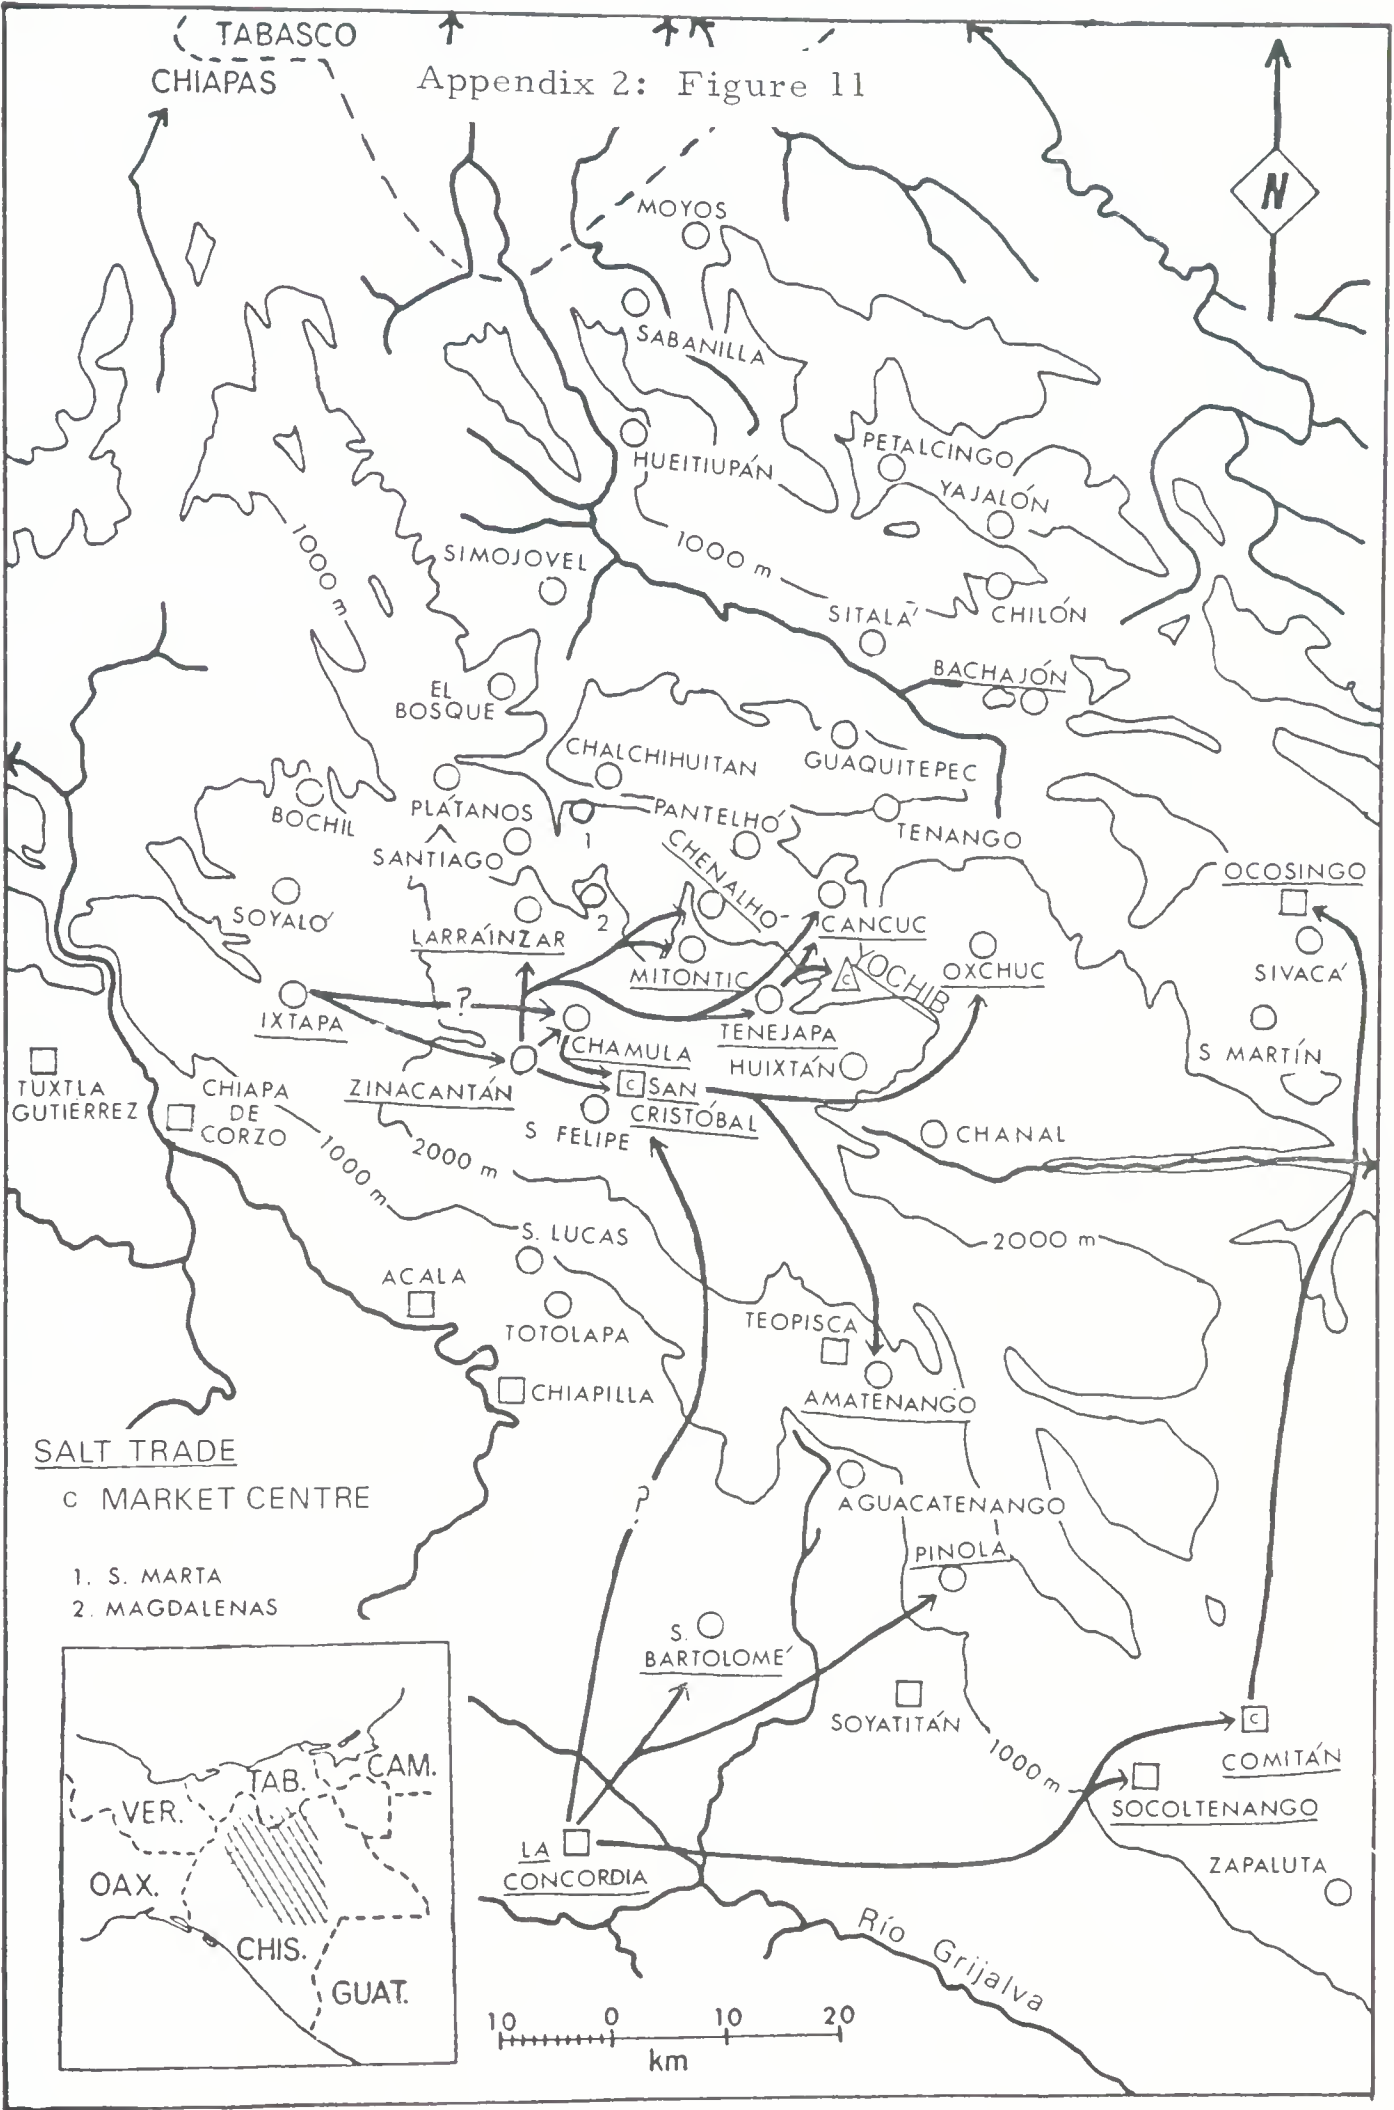 TABASCO
CHIAPAS
Appendix 2: Figure 11
N
MOYOS
SABANILLA
HUEITIUPÁN
PETALCINGO
YAJALÓN
1000 m
1000 m
SIMOJOVEL
SITALÁ
CHILÓN
BACHAJÓN
EL
BOSQUE
CHALCHIHUITAN
GUAQUITEPEC
BOCHIL
PLÁTANOS
PANTELHÓ
TENANGO
1
SANTIAGO
CHENALHO-
OCOSINGO
SOYALÓ
2
LARRAÍNZAR
CANCUC
MITONTIC
C
YOCHIB
OXCHUC
SIVACÁ
IXTAPA
?
CHAMULA
TENEJAPA
HUIXTÁN
S MARTÍN
TUXTLA
GUTIÉRREZ
CHIAPA
DE
CORZO
ZINACANTÁN
C
SAN
CRISTÓBAL
S FELIPE
CHANAL
1000 m
2000 m
2000 m
S. LUCAS
ACALA
TOTOLAPA
TEOPISCA
CHIAPILLA
AMATENANGO
SALT TRADE
C MARKET CENTRE
?
AGUACATENANGO
PINOLA
1. S. MARTA
2. MAGDALENAS
S.
BARTOLOMÉ
SOYATITÁN
1000 m
C
COMITÁN
SOCOLTENANGO
LA
CONCORDIA
ZAPALUTA
Río Grijalva
TAB.
CAM.
VER.
OAX.
CHIS.
GUAT.
10 0 10 20
km